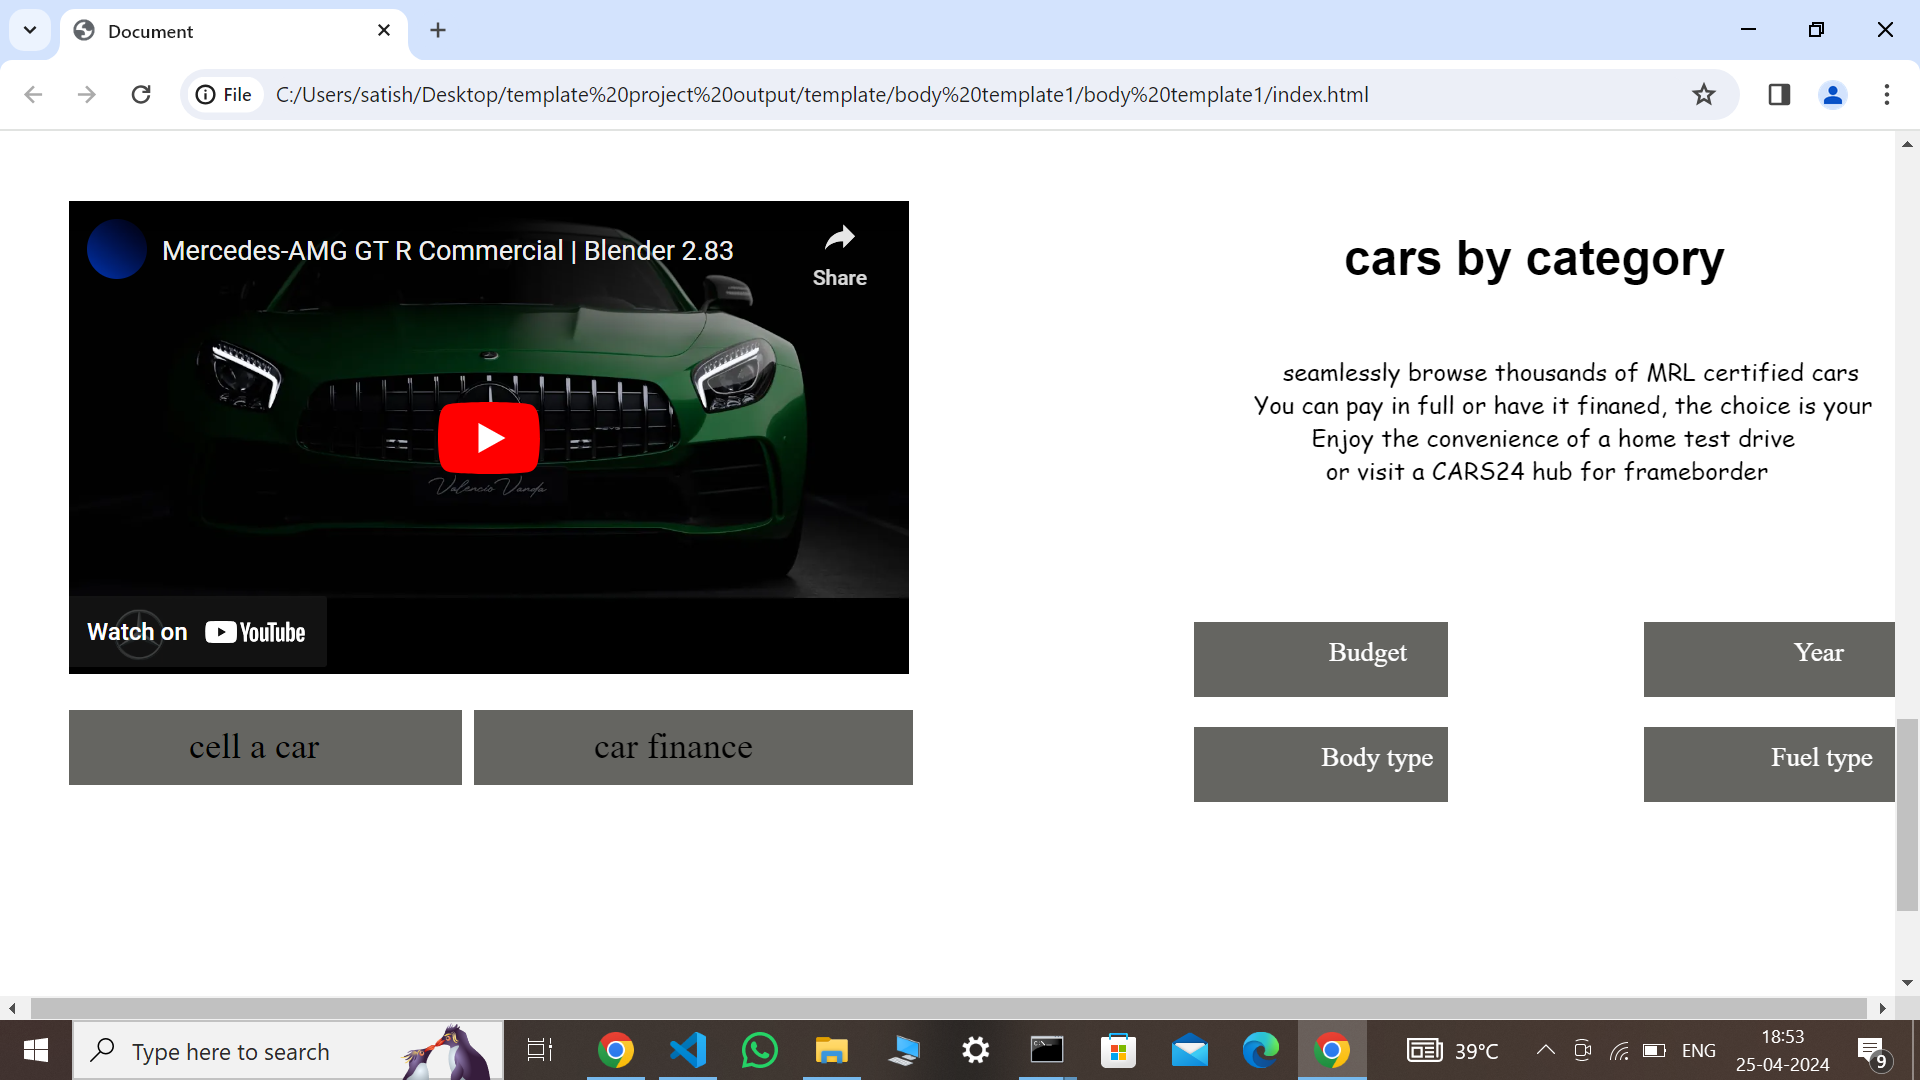 Document
File
C:/Users/satish/Desktop/template%20project%20output/template/body%20template1/body%20template1/index.html
Mercedes-AMG GT R Commercial | Blender 2.83
Share
Valencio Vanda
Watch on YouTube
cell a car
car finance
cars by category
seamlessly browse thousands of MRL certified cars
You can pay in full or have it finaned, the choice is your
Enjoy the convenience of a home test drive
or visit a CARS24 hub for frameborder
Budget
Year
Body type
Fuel type
Type here to search
39°C
ENG
18:53
25-04-2024
9